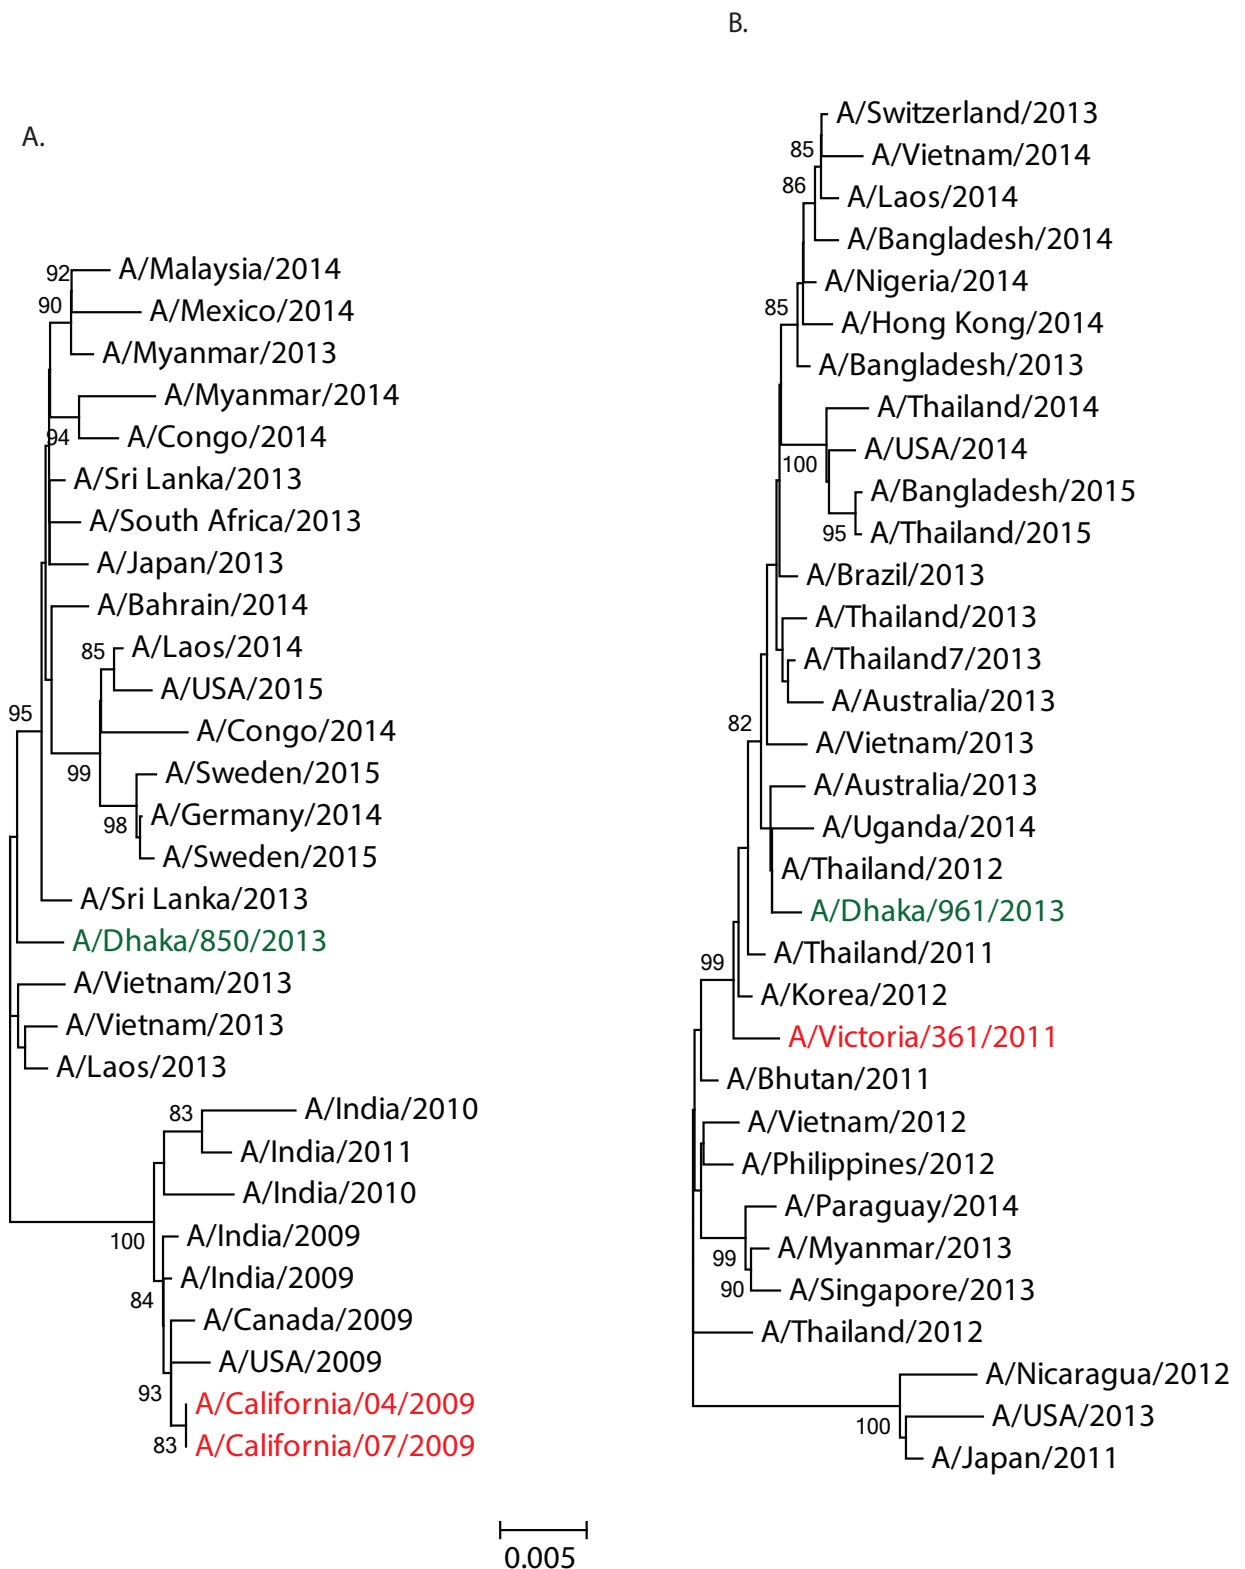 A.
92
A/Malaysia/2014
90
A/Mexico/2014
A/Myanmar/2013
A/Myanmar/2014
94
A/Congo/2014
A/Sri Lanka/2013
A/South Africa/2013
A/Japan/2013
A/Bahrain/2014
85
A/Laos/2014
A/USA/2015
95
A/Congo/2014
99
A/Sweden/2015
98
A/Germany/2014
A/Sweden/2015
A/Sri Lanka/2013
A/Dhaka/850/2013
A/Vietnam/2013
A/Vietnam/2013
A/Laos/2013
83
A/India/2010
A/India/2011
A/India/2010
100
A/India/2009
A/India/2009
84
A/Canada/2009
A/USA/2009
93
A/California/04/2009
83
A/California/07/2009
B.
A/Switzerland/2013
85
A/Vietnam/2014
86
A/Laos/2014
A/Bangladesh/2014
A/Nigeria/2014
85
A/Hong Kong/2014
A/Bangladesh/2013
A/Thailand/2014
100
A/USA/2014
A/Bangladesh/2015
95
A/Thailand/2015
A/Brazil/2013
A/Thailand/2013
A/Thailand7/2013
A/Australia/2013
82
A/Vietnam/2013
A/Australia/2013
A/Uganda/2014
A/Thailand/2012
A/Dhaka/961/2013
A/Thailand/2011
99
A/Korea/2012
A/Victoria/361/2011
A/Bhutan/2011
A/Vietnam/2012
A/Philippines/2012
A/Paraguay/2014
99
A/Myanmar/2013
90
A/Singapore/2013
A/Thailand/2012
A/Nicaragua/2012
100
A/USA/2013
A/Japan/2011
0.005